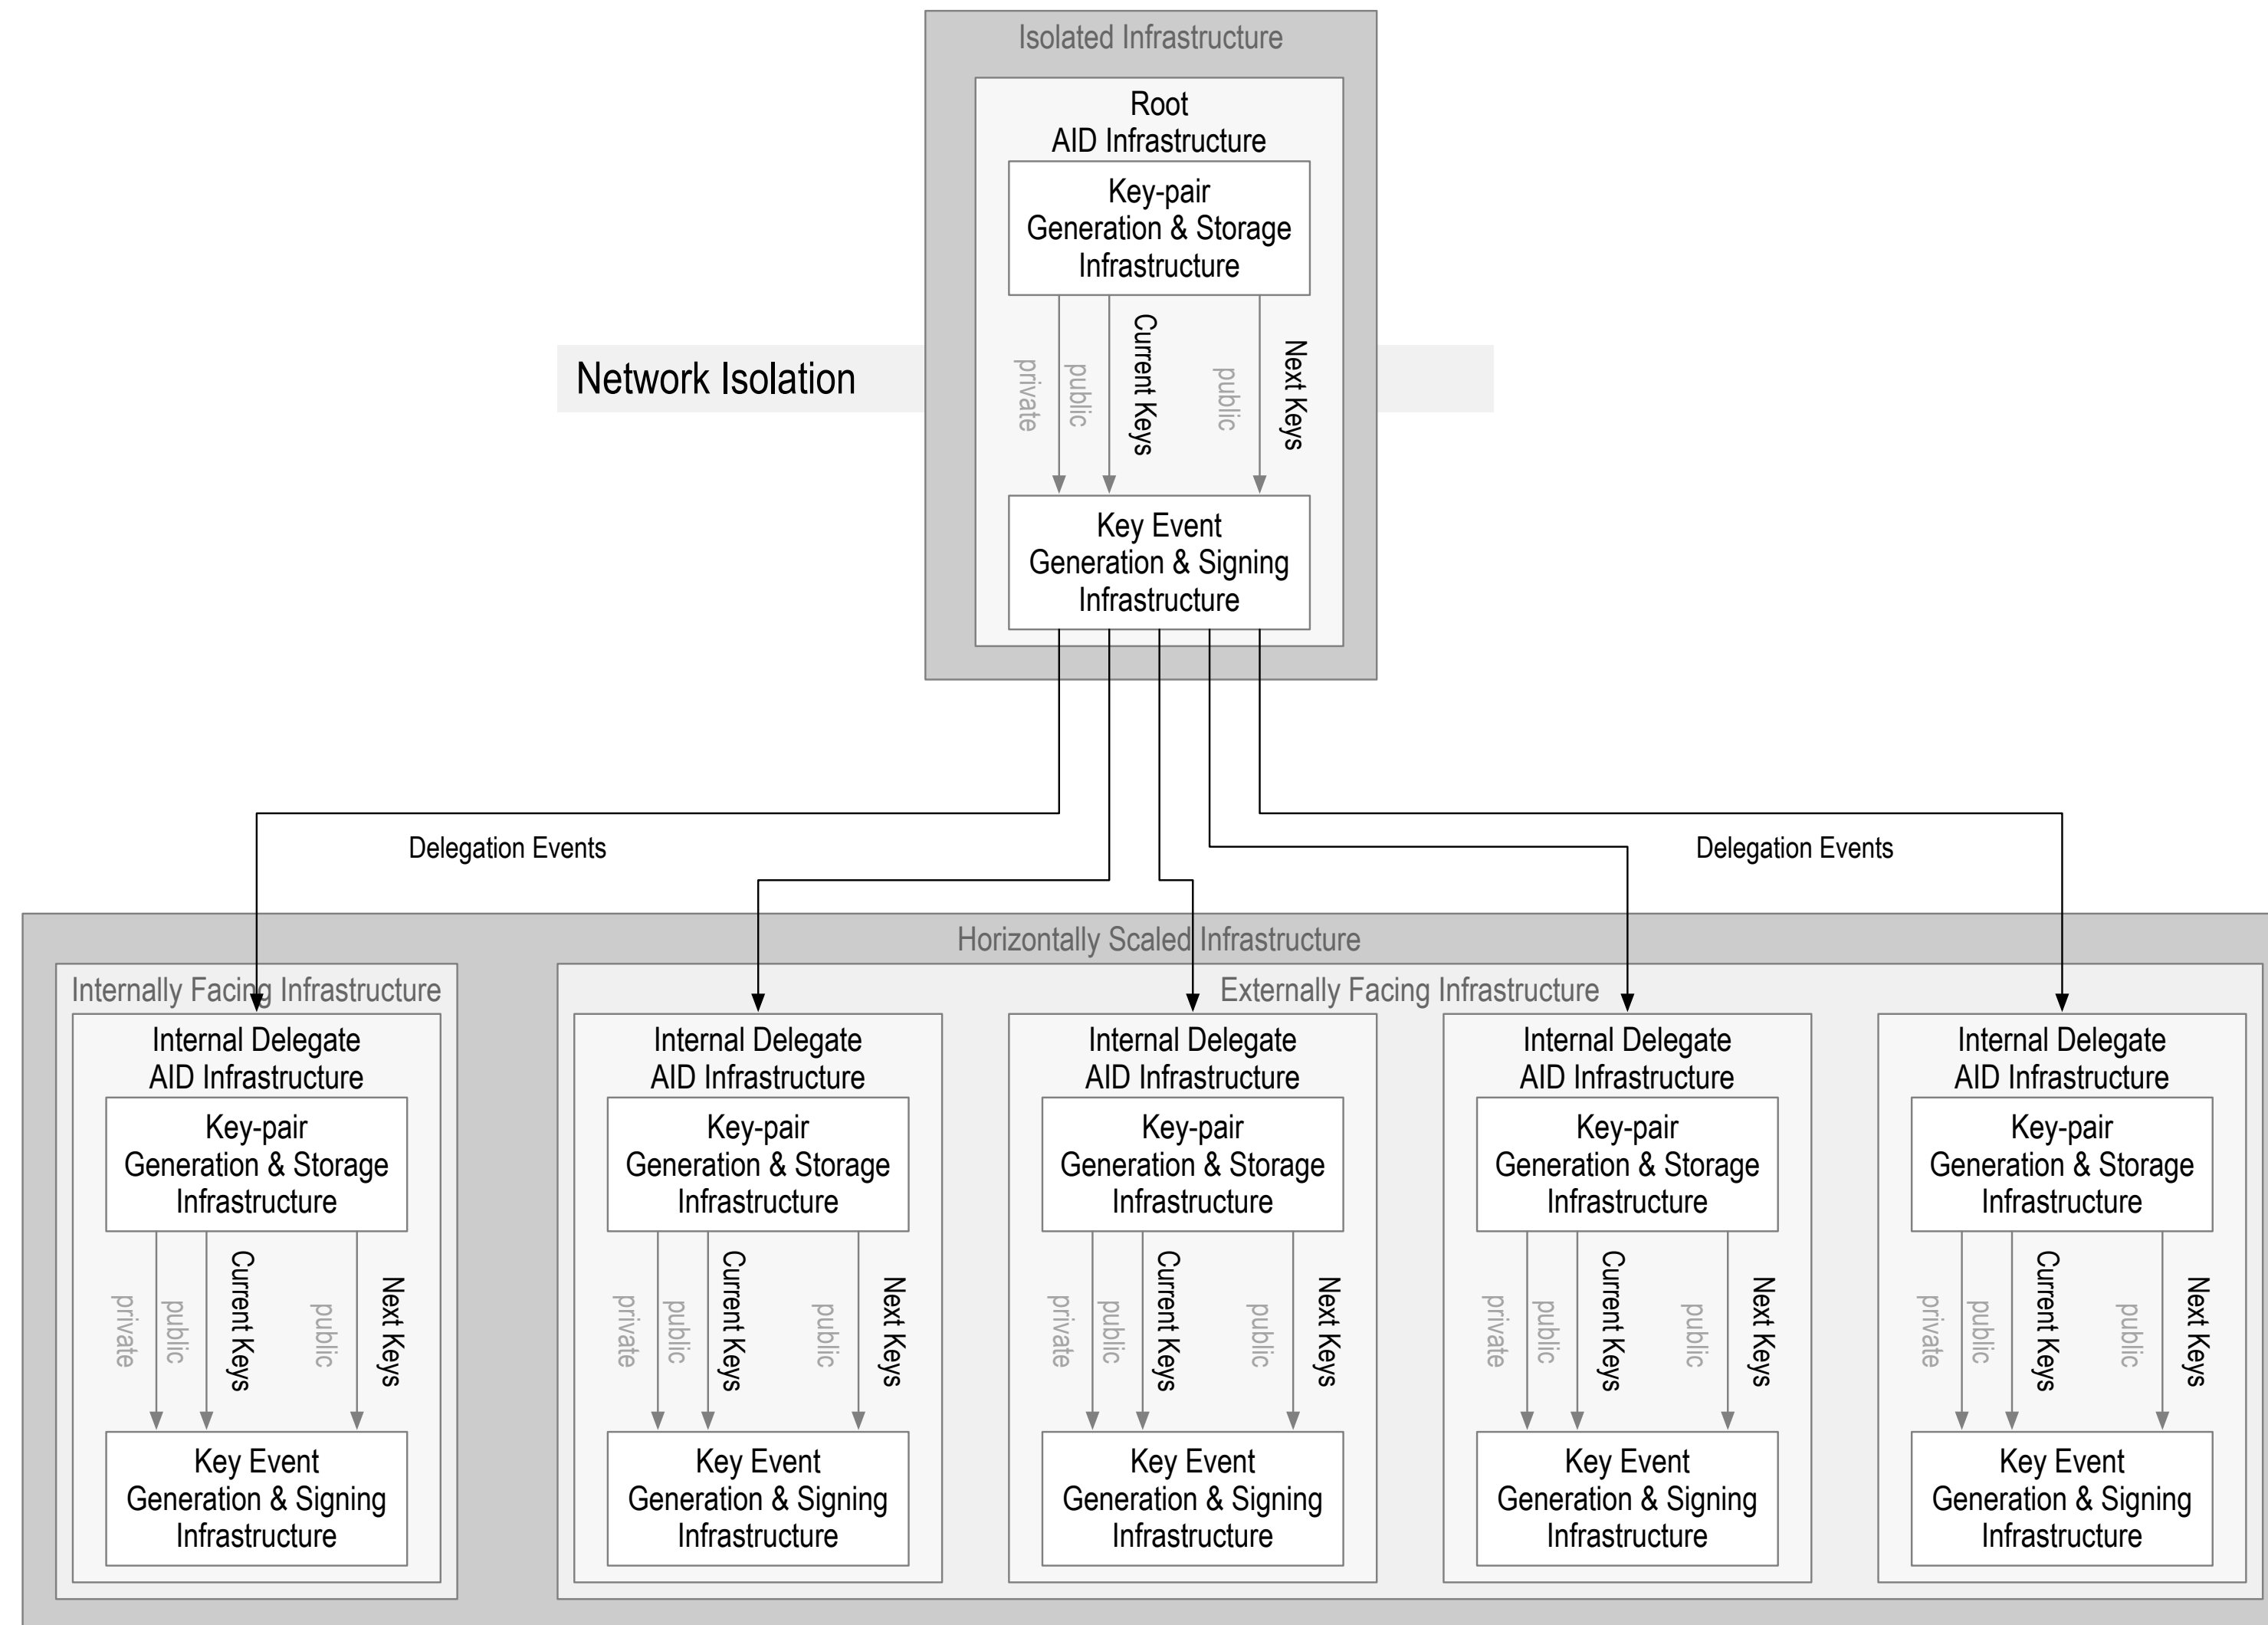 Isolated Infrastructure
Root
AID Infrastructure
Key-pair
Generation & Storage
Infrastructure
Network Isolation
private
public
Current Keys
public
Next Keys
Key Event
Generation & Signing
Infrastructure
Delegation Events
Delegation Events
Horizontally Scaled Infrastructure
Internally Facing Infrastructure
Externally Facing Infrastructure
Internal Delegate
AID Infrastructure
Key-pair
Generation & Storage
Infrastructure
private
public
Current Keys
public
Next Keys
Key Event
Generation & Signing
Infrastructure
Internal Delegate
AID Infrastructure
Key-pair
Generation & Storage
Infrastructure
private
public
Current Keys
public
Next Keys
Key Event
Generation & Signing
Infrastructure
Internal Delegate
AID Infrastructure
Key-pair
Generation & Storage
Infrastructure
private
public
Current Keys
public
Next Keys
Key Event
Generation & Signing
Infrastructure
Internal Delegate
AID Infrastructure
Key-pair
Generation & Storage
Infrastructure
private
public
Current Keys
public
Next Keys
Key Event
Generation & Signing
Infrastructure
Internal Delegate
AID Infrastructure
Key-pair
Generation & Storage
Infrastructure
private
public
Current Keys
public
Next Keys
Key Event
Generation & Signing
Infrastructure